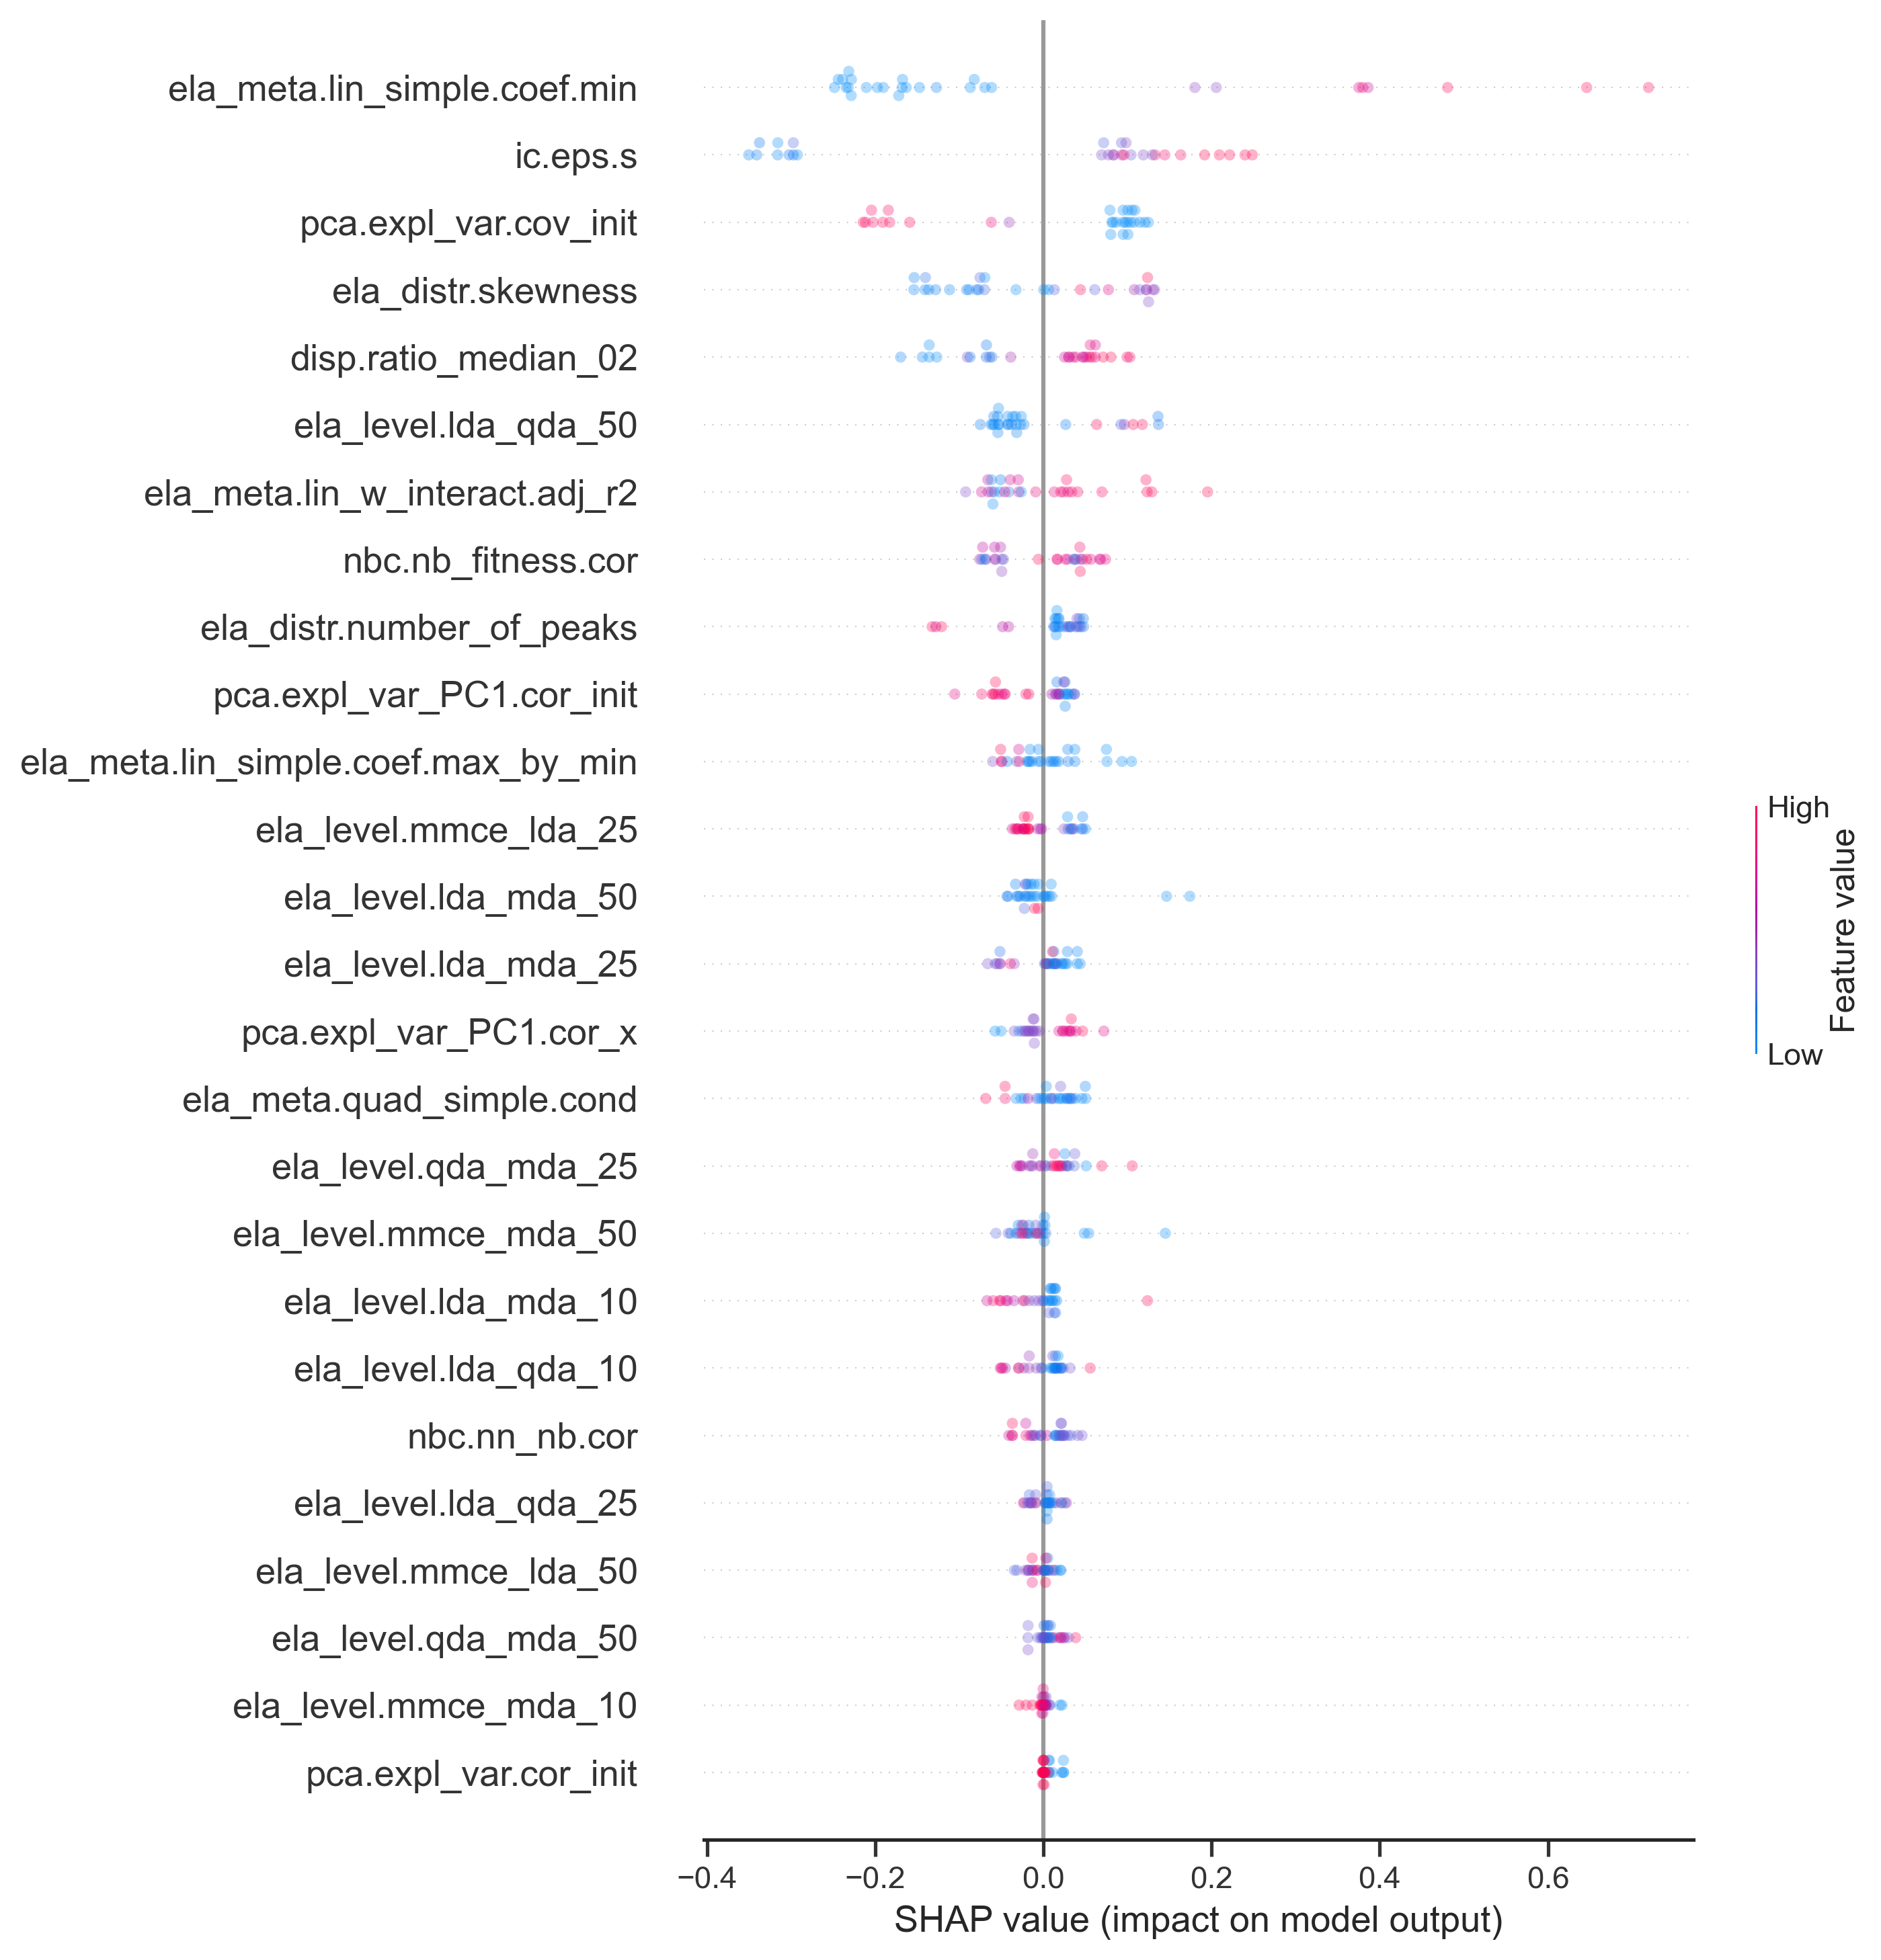 ela_meta.lin_simple.coef.min
ic.eps.s
pca.expl_var.cov_init
ela_distr.skewness
disp.ratio_median_02
ela_level.lda_qda_50
ela_meta.lin_w_interact.adj_r2
nbc.nb_fitness.cor
ela_distr.number_of_peaks
pca.expl_var_PC1.cor_init
ela_meta.lin_simple.coef.max_by_min
ela_level.mmce_lda_25
ela_level.lda_mda_50
ela_level.lda_mda_25
pca.expl_var_PC1.cor_x
ela_meta.quad_simple.cond
ela_level.qda_mda_25
ela_level.mmce_mda_50
ela_level.lda_mda_10
ela_level.lda_qda_10
nbc.nn_nb.cor
ela_level.lda_qda_25
ela_level.mmce_lda_50
ela_level.qda_mda_50
ela_level.mmce_mda_10
pca.expl_var.cor_init
−0.4 −0.2 0.0 0.2 0.4 0.6
SHAP value (impact on model output)
High
Feature value
Low